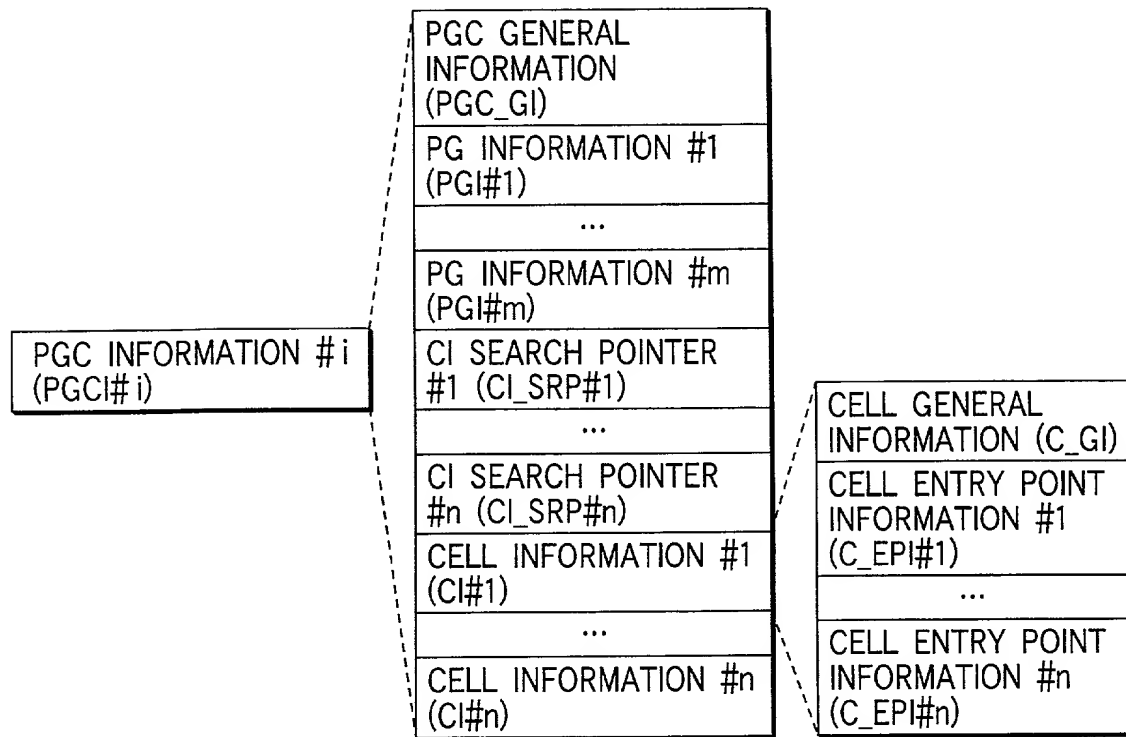 PGC INFORMATION #i
(PGCI#i)
PGC GENERAL
INFORMATION
(PGC_GI)
PG INFORMATION #1
(PGI#1)
...
PG INFORMATION #m
(PGI#m)
CI SEARCH POINTER
#1 (CI_SRP#1)
...
CI SEARCH POINTER
#n (CI_SRP#n)
CELL INFORMATION #1
(CI#1)
...
CELL INFORMATION #n
(CI#n)
CELL GENERAL
INFORMATION (C_GI)
CELL ENTRY POINT
INFORMATION #1
(C_EPI#1)
...
CELL ENTRY POINT
INFORMATION #n
(C_EPI#n)